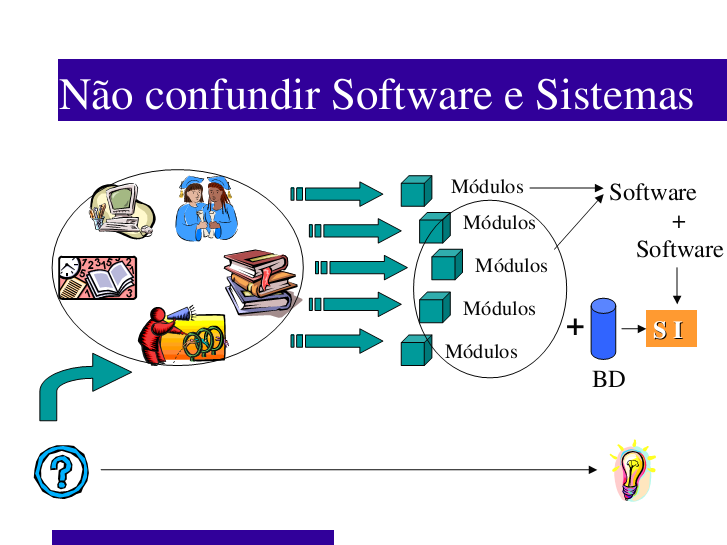 Não confundir Software e Sistemas
Módulos
Software
Módulos
+
Software
Módulos
Módulos
+
S I
Módulos
BD
?